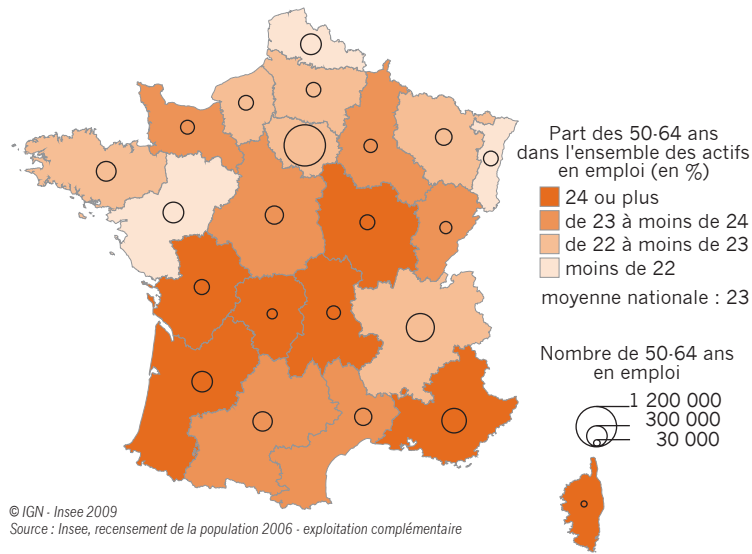 Part des 50-64 ans
dans l'ensemble des actifs
en emploi (en %)
24 ou plus
de 23 à moins de 24
de 22 à moins de 23
moins de 22
moyenne nationale : 23
Nombre de 50-64 ans
en emploi
1 200 000
300 000
30 000
© IGN - Insee 2009
Source : Insee, recensement de la population 2006 - exploitation complémentaire